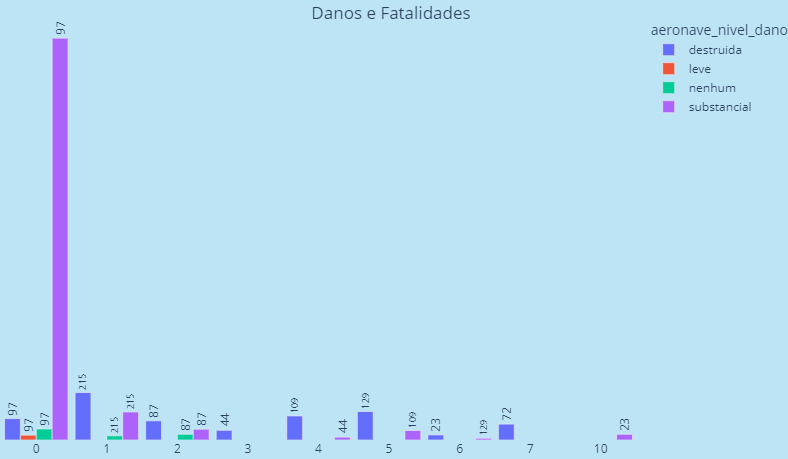 Danos e Fatalidades
aeronave_nivel_dano
destruida
leve
nenhum
substancial
97
97
97
97
215
215
215
87
87
87
44
109
44
129
109
23
129
72
23
0 1 2 3 4 5 6 7 10